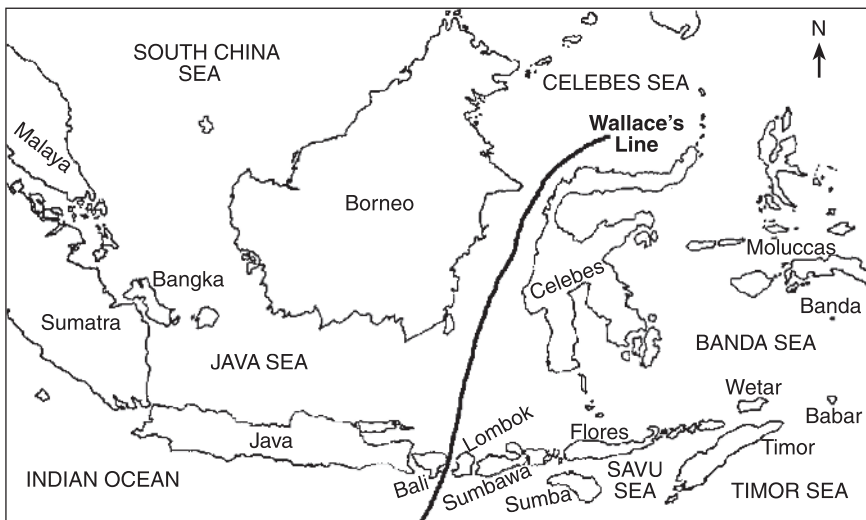 SOUTH CHINA
SEA
N
CELEBES SEA
Wallace's
Line
Malaya
Borneo
Moluccas
Bangka
Celebes
Banda
Sumatra
JAVA SEA
BANDA SEA
Wetar
Babar
Lombok
Java
Flores
Timor
INDIAN OCEAN
Bali
Sumbawa
SAVU
SEA
Sumba
TIMOR SEA